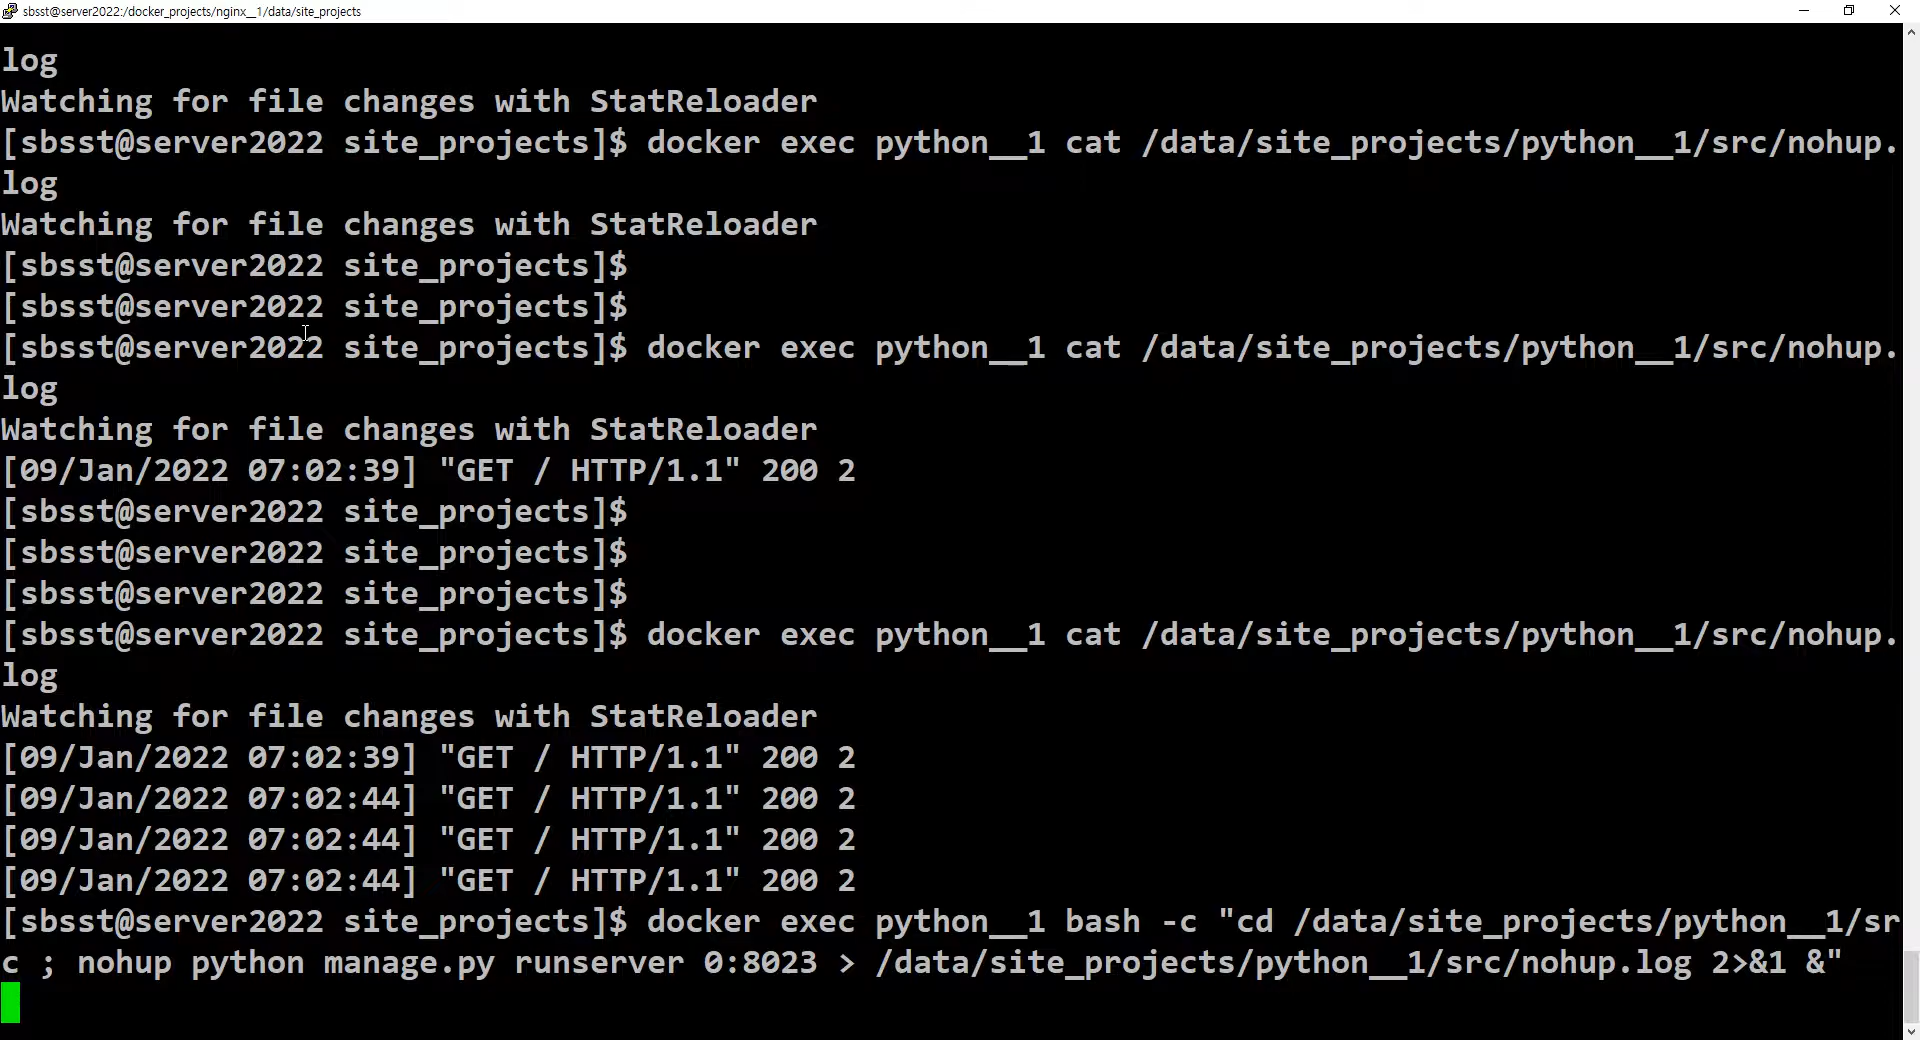 sbsst@server2022:/docker_projects/nginx__1/data/site_projects
log
Watching for file changes with StatReloader
[sbsst@server2022 site_projects]$ docker exec python__1 cat /data/site_projects/python__1/src/nohup.
log
Watching for file changes with StatReloader
[sbsst@server2022 site_projects]$
[sbsst@server2022 site_projects]$
[sbsst@server2022 site_projects]$ docker exec python__1 cat /data/site_projects/python__1/src/nohup.
log
Watching for file changes with StatReloader
[09/Jan/2022 07:02:39] "GET / HTTP/1.1" 200 2
[sbsst@server2022 site_projects]$
[sbsst@server2022 site_projects]$
[sbsst@server2022 site_projects]$
[sbsst@server2022 site_projects]$ docker exec python__1 cat /data/site_projects/python__1/src/nohup.
log
Watching for file changes with StatReloader
[09/Jan/2022 07:02:39] "GET / HTTP/1.1" 200 2
[09/Jan/2022 07:02:44] "GET / HTTP/1.1" 200 2
[09/Jan/2022 07:02:44] "GET / HTTP/1.1" 200 2
[09/Jan/2022 07:02:44] "GET / HTTP/1.1" 200 2
[sbsst@server2022 site_projects]$ docker exec python__1 bash -c "cd /data/site_projects/python__1/sr
c ; nohup python manage.py runserver 0:8023 > /data/site_projects/python__1/src/nohup.log 2>&1 &"